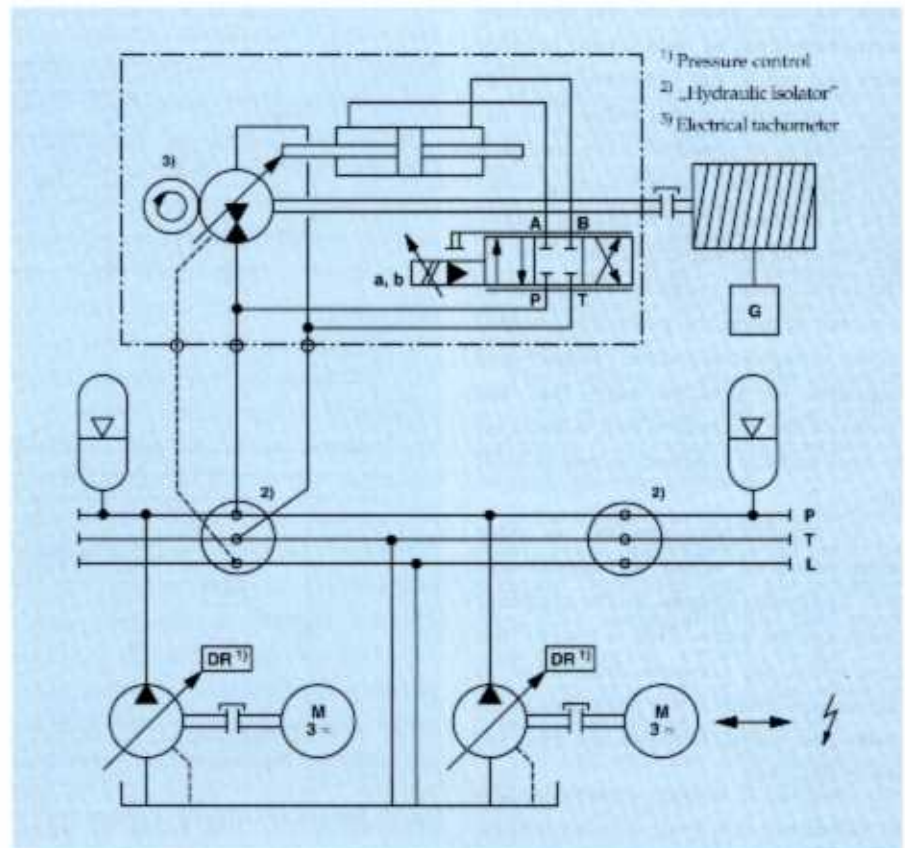 1) Pressure control
2) „Hydraulic isolator”
3) Electrical tachometer
3)
A B
a, b
P T
G
2) 2)
P
T
L
DR 1) DR 1)
M M
3 ≈ 3 ≈